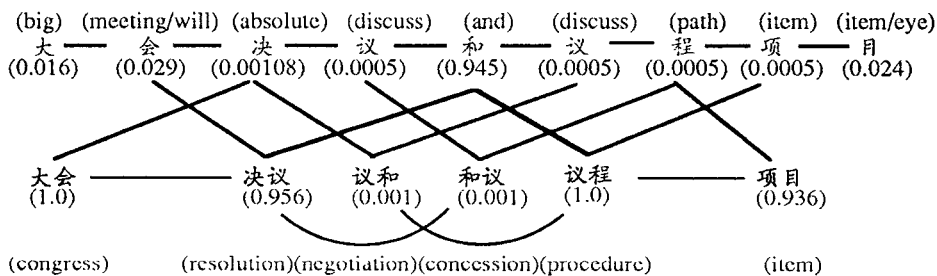 (big) (meeting/will) (absolute) (discuss) (and) (discuss) (path) (item) (item/eye)
大 会 决 议 和 议 程 项 目
(0.016) (0.029) (0.00108) (0.0005) (0.945) (0.0005) (0.0005) (0.0005) (0.024)
大会 决议 议和 和议 议程 项目
(1.0) (0.956) (0.001) (0.001) (1.0) (0.936)
(congress) (resolution)(negotiation)(concession)(procedure) (item)